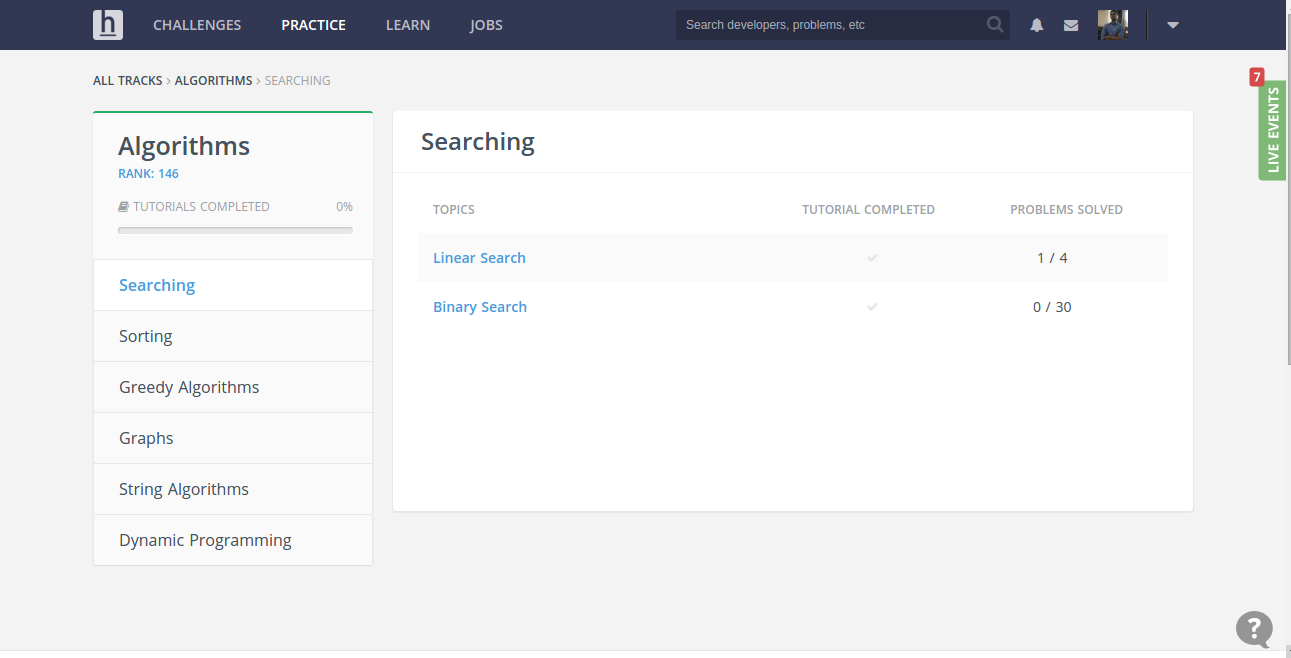 h CHALLENGES PRACTICE LEARN JOBS Search developers, problems, etc
ALL TRACKS › ALGORITHMS › SEARCHING
7
LIVE EVENTS
Algorithms
RANK: 146
TUTORIALS COMPLETED 0%
Searching
Sorting
Greedy Algorithms
Graphs
String Algorithms
Dynamic Programming
Searching
TOPICS TUTORIAL COMPLETED PROBLEMS SOLVED
Linear Search 1 / 4
Binary Search 0 / 30
?